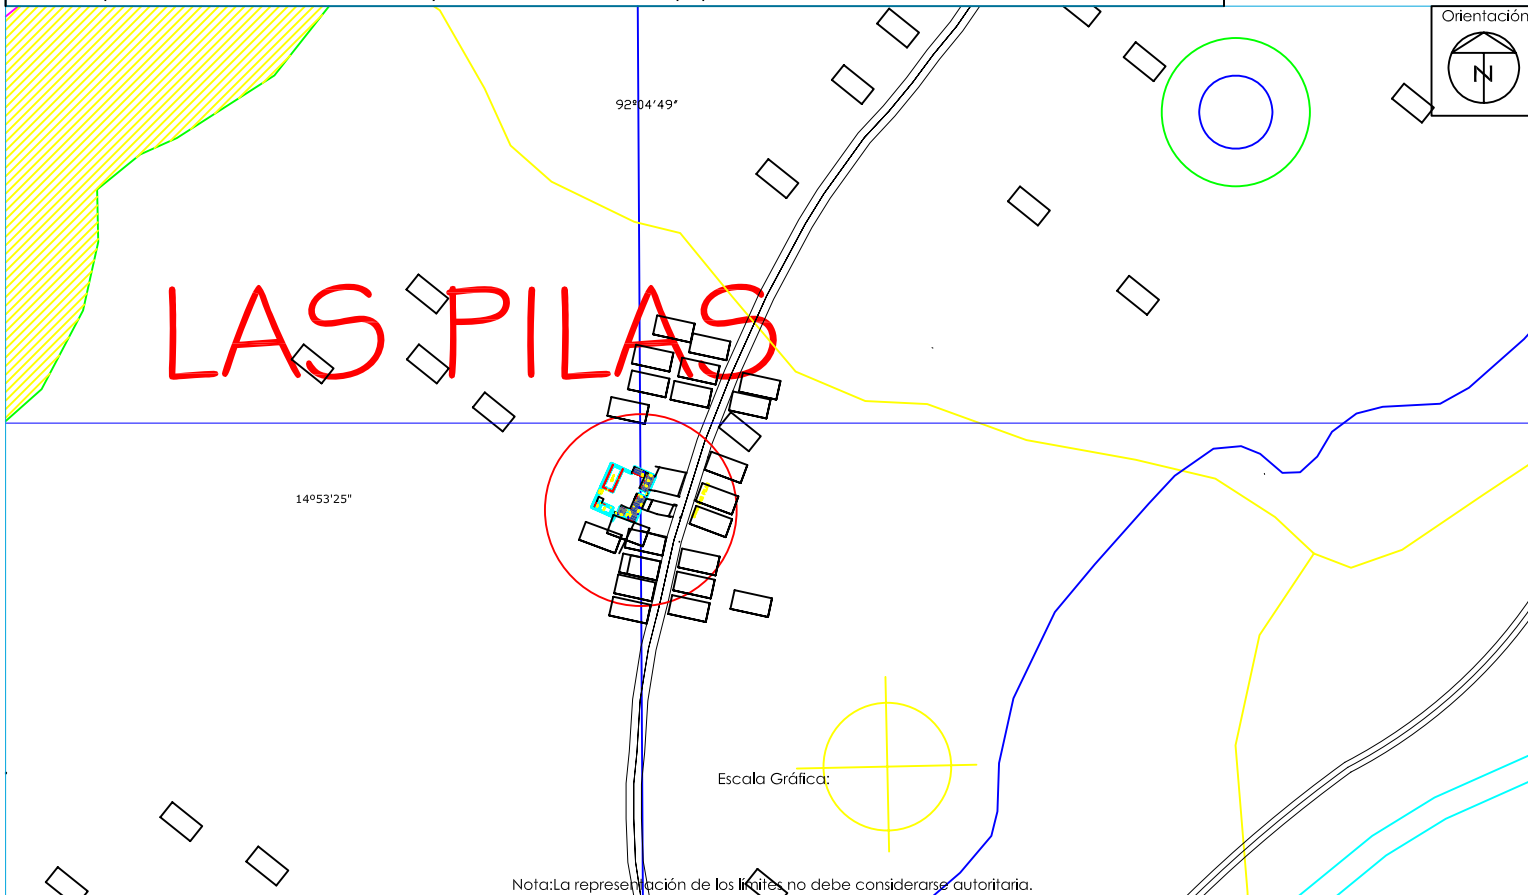 Orientación
N
92º04'49"
LAS PILAS
14º53'25"
Escala Gráfica:
Nota:La representación de los límites no debe considerarse autoritaria.